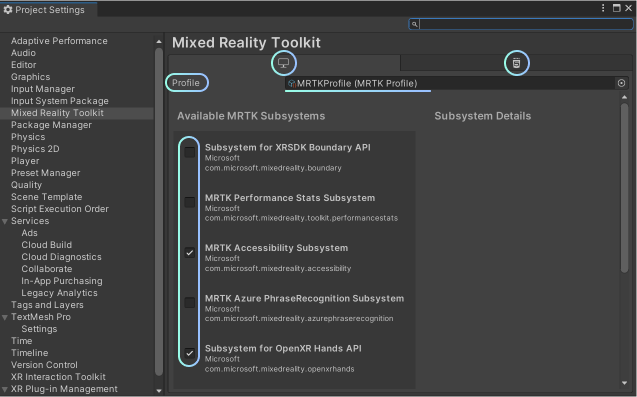 Project Settings
Adaptive Performance
Audio
Editor
Graphics
Input Manager
Input System Package
Mixed Reality Toolkit
Package Manager
Physics
Physics 2D
Player
Preset Manager
Quality
Scene Template
Script Execution Order
Services
Ads
Cloud Build
Cloud Diagnostics
Collaborate
In-App Purchasing
Legacy Analytics
Tags and Layers
TextMesh Pro
Settings
Time
Timeline
Version Control
XR Interaction Toolkit
XR Plug-in Management
Mixed Reality Toolkit
Profile
MRTKProfile (MRTK Profile)
Available MRTK Subsystems
Subsystem for XRSDK Boundary API
Microsoft
com.microsoft.mixedreality.boundary
MRTK Performance Stats Subsystem
Microsoft
com.microsoft.mixedreality.toolkit.performancestats
MRTK Accessibility Subsystem
Microsoft
com.microsoft.mixedreality.accessibility
MRTK Azure PhraseRecognition Subsystem
Microsoft
com.microsoft.mixedreality.azurephraserecognition
Subsystem for OpenXR Hands API
Microsoft
com.microsoft.mixedreality.openxrhands
Subsystem Details